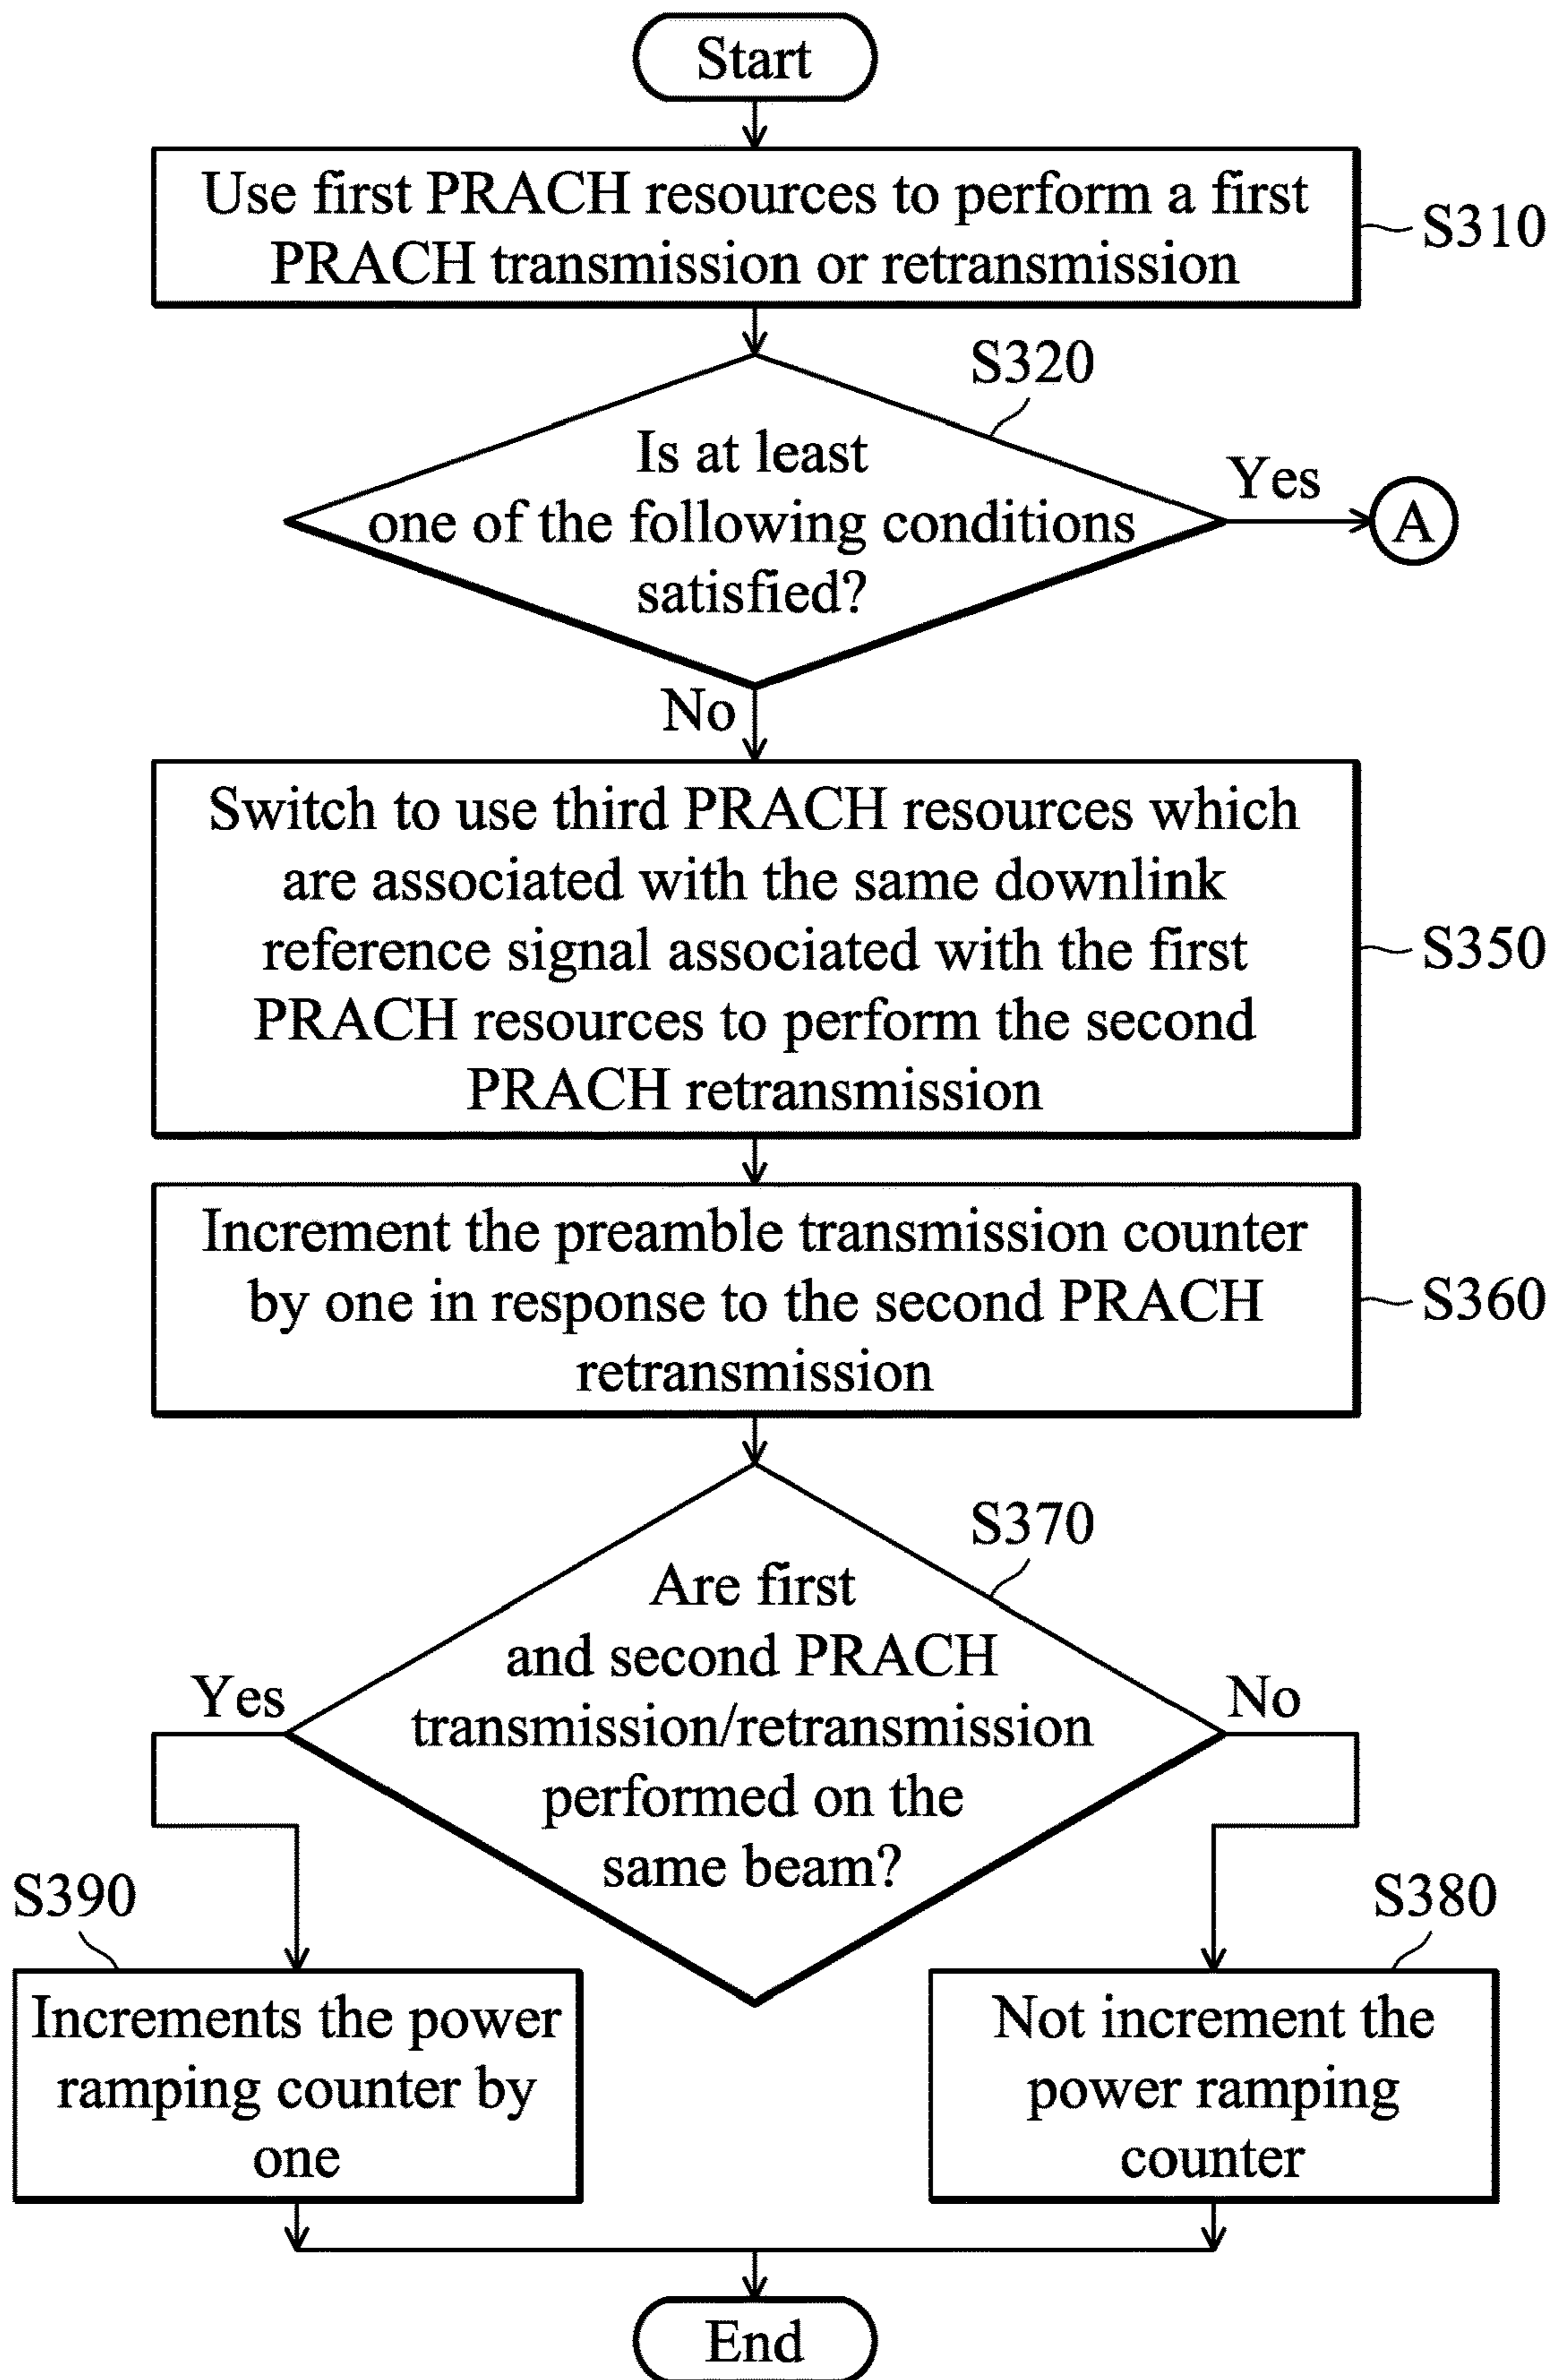 Start
Use first PRACH resources to perform a first
PRACH transmission or retransmission
S310
S320
Is at least
one of the following conditions
satisfied?
Yes
A
No
Switch to use third PRACH resources which
are associated with the same downlink
reference signal associated with the first
PRACH resources to perform the second
PRACH retransmission
S350
Increment the preamble transmission counter
by one in response to the second PRACH
retransmission
S360
S370
Are first
and second PRACH
transmission/retransmission
performed on the
same beam?
Yes
No
S390
Increments the power
ramping counter by
one
S380
Not increment the
power ramping
counter
End